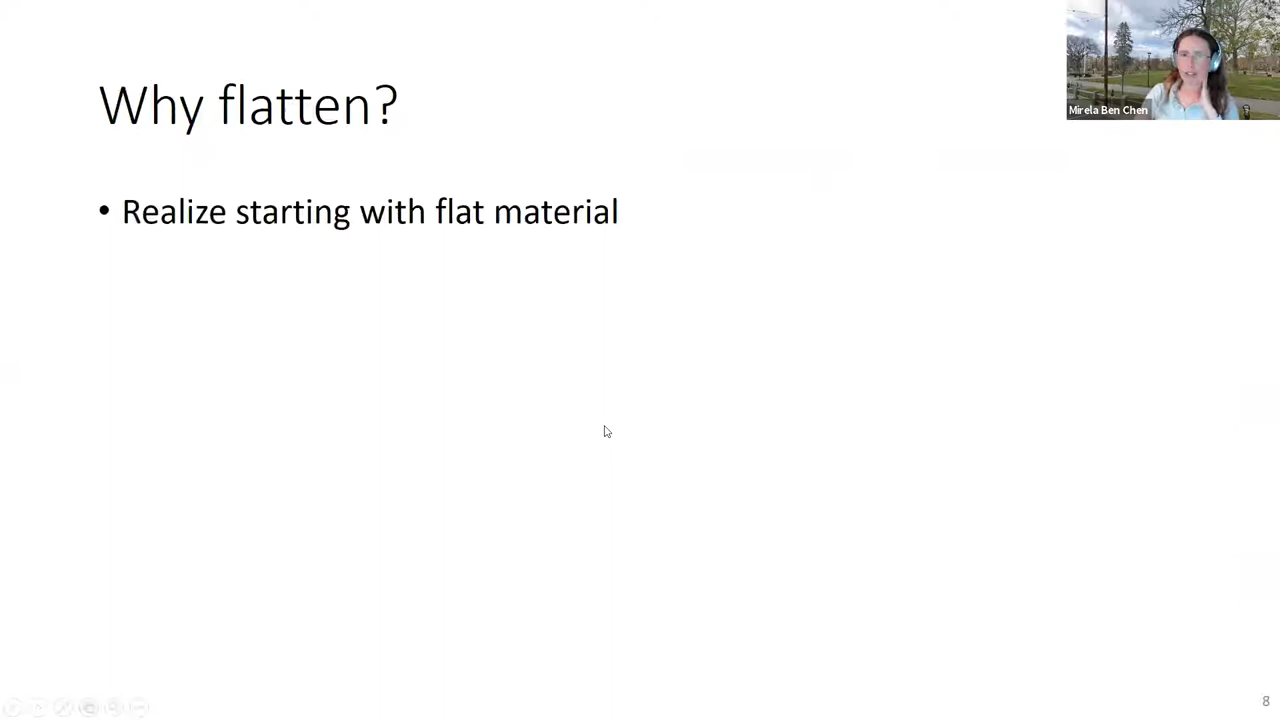 Why flatten?
Mirela Ben Chen
• Realize starting with flat material
8